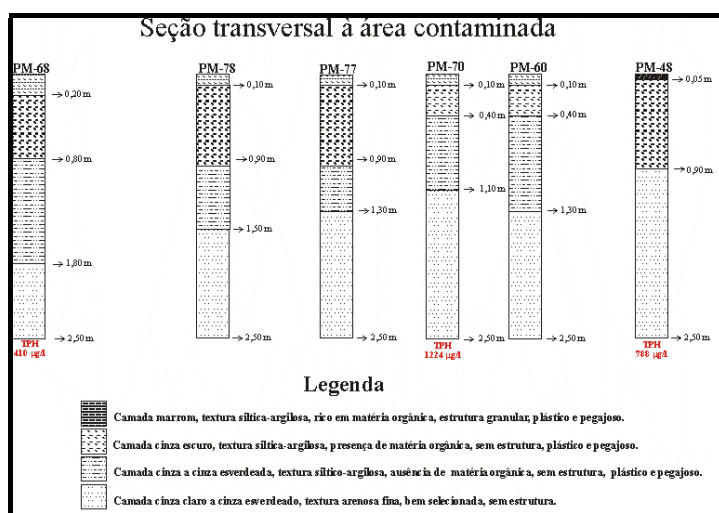 Seção transversal à área contaminada
PM-68
0,20 m
0,80 m
1,80 m
2,50 m
TPH
410 µg/l
PM-78
0,10 m
0,90 m
1,50 m
2,50 m
PM-77
0,10 m
0,90 m
1,30 m
2,50 m
PM-70
0,10 m
0,40 m
1,10 m
2,50 m
TPH
1224 µg/l
PM-60
0,10 m
0,40 m
1,30 m
2,50 m
PM-48
0,05 m
0,90 m
2,50 m
TPH
788 µg/l
Legenda
Camada marrom, textura síltica-argilosa, rico em matéria orgânica, estrutura granular, plástico e pegajoso.
Camada cinza escuro, textura síltica-argilosa, presença de matéria orgânica, sem estrutura, plástico e pegajoso.
Camada cinza a cinza esverdeada, textura síltico-argilosa, ausência de matéria orgânica, sem estrutura, plástico e pegajoso.
Camada cinza claro a cinza esverdeado, textura arenosa fina, bem selecionada, sem estrutura.